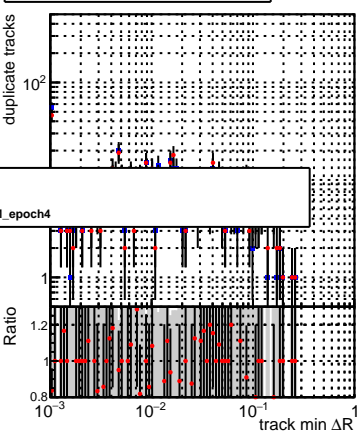 duplicate tracks
10²
l_epoch4
1
Ratio
1.2
1
0.8
10⁻³
10⁻²
10⁻¹
1
track min ΔR